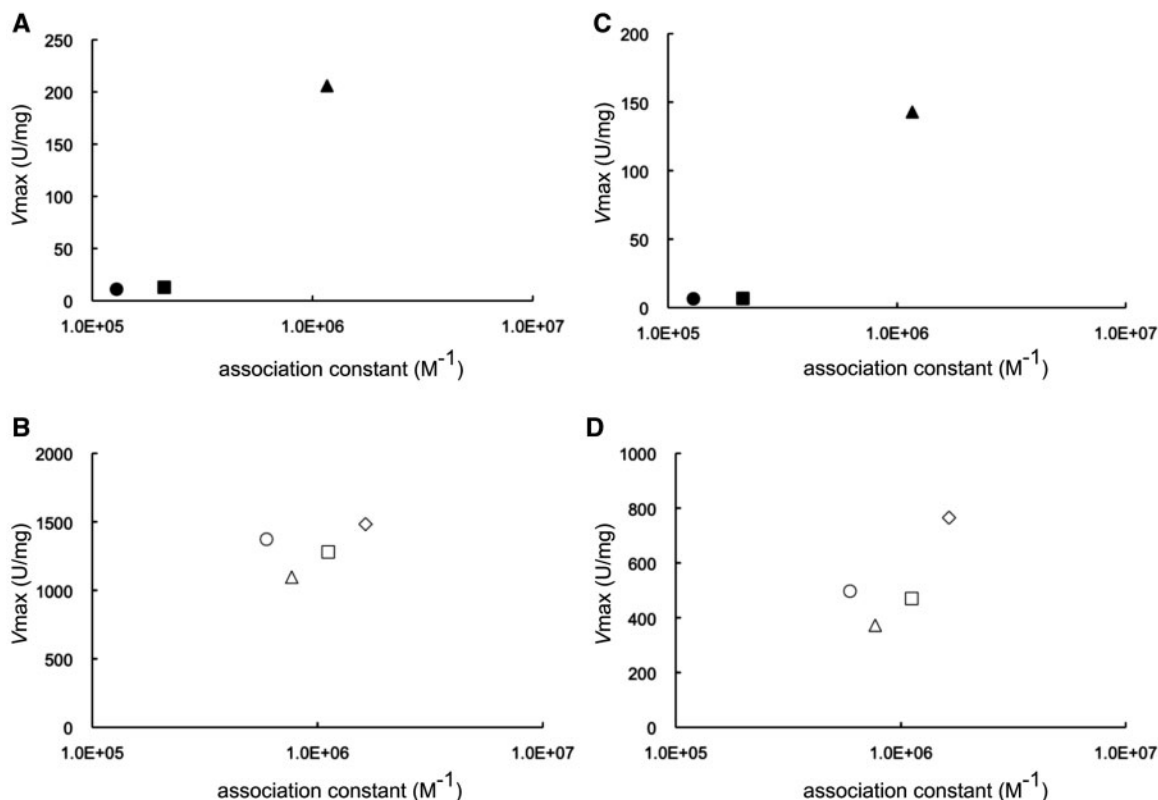 A
250
200
150
100
50
0
Vmax (U/mg)
1.0E+05 1.0E+06 1.0E+07
association constant (M⁻¹)
C
200
150
100
50
0
Vmax (U/mg)
1.0E+05 1.0E+06 1.0E+07
association constant (M⁻¹)
B
2000
1500
1000
500
0
Vmax (U/mg)
1.0E+05 1.0E+06 1.0E+07
association constant (M⁻¹)
D
1000
800
600
400
200
0
Vmax (U/mg)
1.0E+05 1.0E+06 1.0E+07
association constant (M⁻¹)